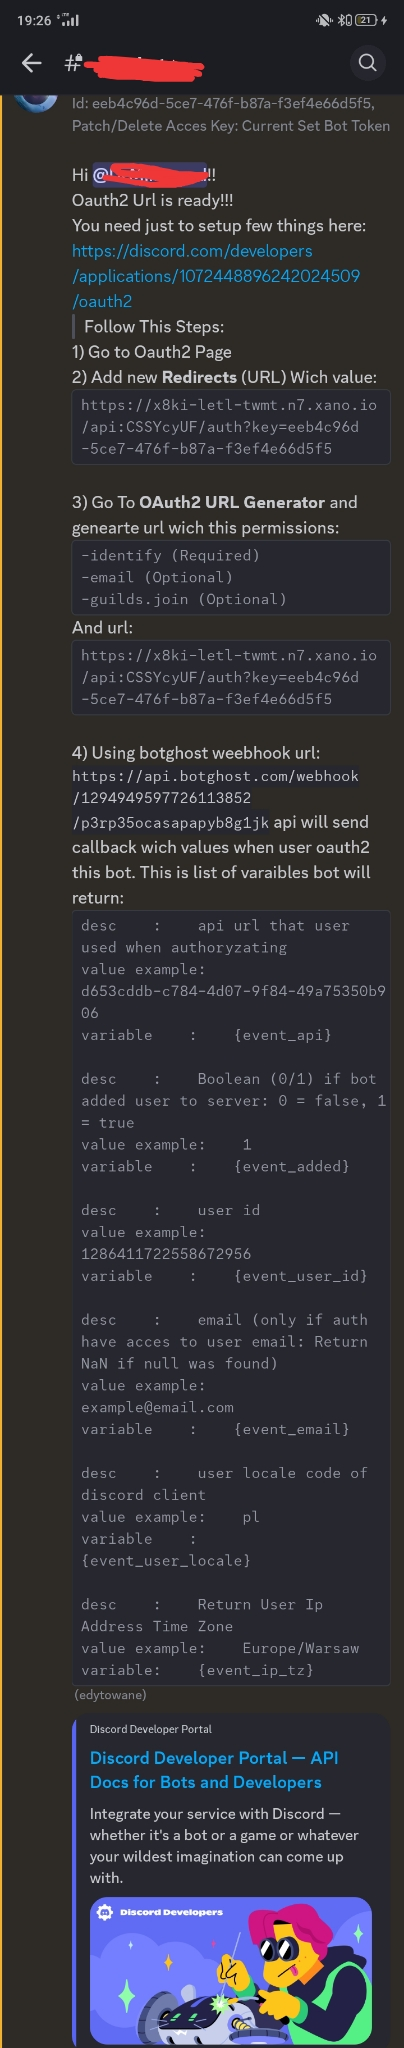 19:26
21
#
Id: eeb4c96d-5ce7-476f-b87a-f3ef4e66d5f5,
Patch/Delete Acces Key: Current Set Bot Token
Hi @!!
Oauth2 Url is ready!!!
You need just to setup few things here:
https://discord.com/developers
/applications/1072448896242024509
/oauth2
Follow This Steps:
1) Go to Oauth2 Page
2) Add new Redirects (URL) Wich value:
https://x8ki-letl-twmt.n7.xano.io
/api:CSSYcyUF/auth?key=eeb4c96d
-5ce7-476f-b87a-f3ef4e66d5f5
3) Go To OAuth2 URL Generator and
genearte url wich this permissions:
-identify (Required)
-email (Optional)
-guilds.join (Optional)
And url:
https://x8ki-letl-twmt.n7.xano.io
/api:CSSYcyUF/auth?key=eeb4c96d
-5ce7-476f-b87a-f3ef4e66d5f5
4) Using botghost weebhook url:
https://api.botghost.com/webhook
/1294949597726113852
/p3rp35ocasapapyb8g1jk api will send
callback wich values when user oauth2
this bot. This is list of varaibles bot will
return:
desc : api url that user
used when authoryzating
value example:
d653cddb-c784-4d07-9f84-49a75350b9
06
variable : {event_api}
desc : Boolean (0/1) if bot
added user to server: 0 = false, 1
= true
value example: 1
variable : {event_added}
desc : user id
value example:
1286411722558672956
variable : {event_user_id}
desc : email (only if auth
have acces to user email: Return
NaN if null was found)
value example:
example@email.com
variable : {event_email}
desc : user locale code of
discord client
value example: pl
variable :
{event_user_locale}
desc : Return User Ip
Address Time Zone
value example: Europe/Warsaw
variable: {event_ip_tz}
(edytowane)
Discord Developer Portal
Discord Developer Portal — API
Docs for Bots and Developers
Integrate your service with Discord —
whether it's a bot or a game or whatever
your wildest imagination can come up
with.
Discord Developers